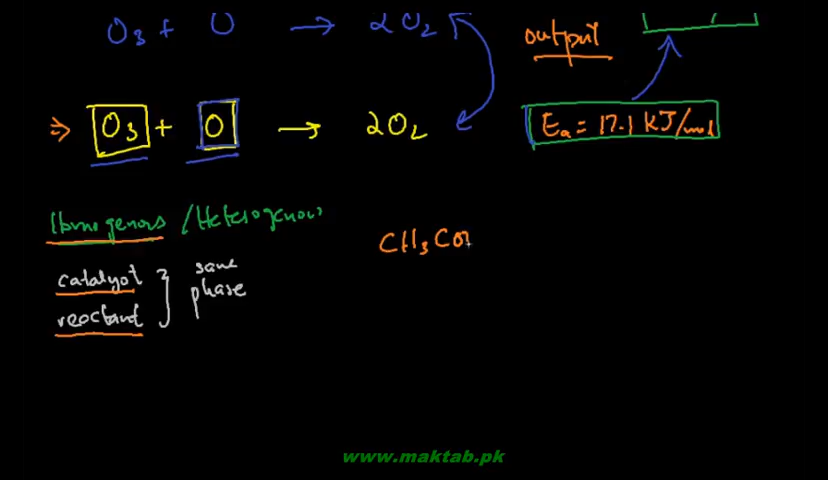 O3 + O → 2O2
output
⇒ O3 + O → 2O2
Ea = 17.1 KJ/mol
Homogenous / Heterogenous
CH3CO
catalyst } same
phase
reactant
www.maktab.pk